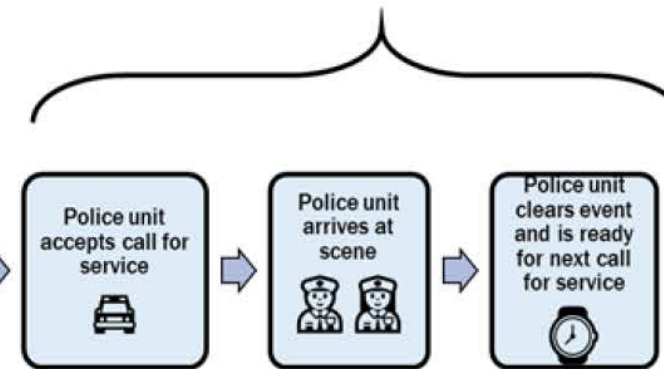 Police unit
accepts call for
service
Police unit
arrives at
scene
Police unit
clears event
and is ready
for next call
for service